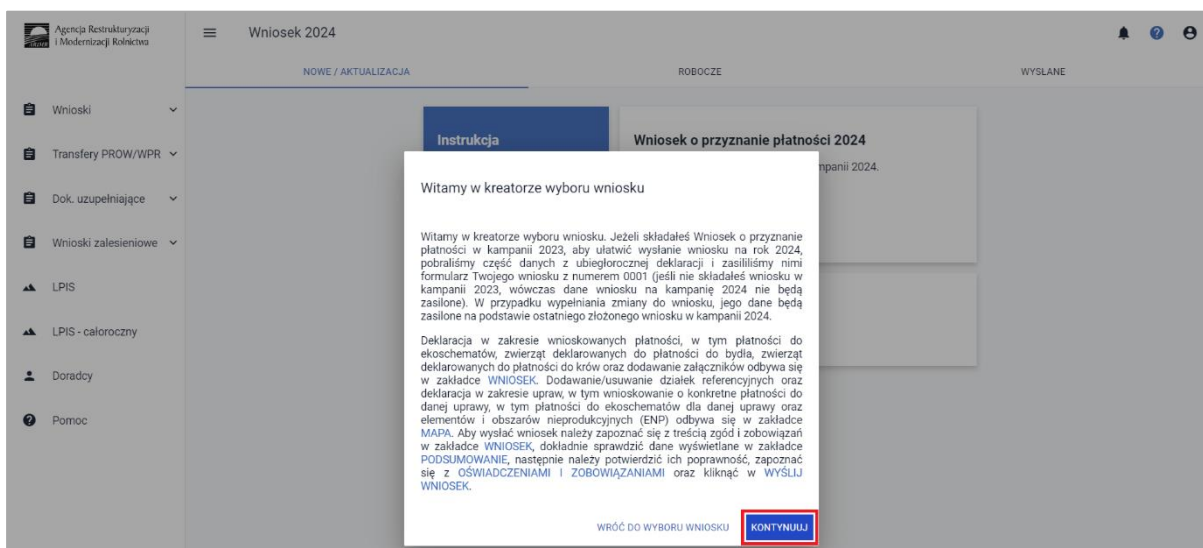 Agencja Restrukturyzacji
i Modernizacji Rolnictwa
Wniosek 2024
NOWE / AKTUALIZACJA
ROBOCZE
WYSŁANE
Wnioski
Transfery PROW/WPR
Dok. uzupełniające
Wnioski zalesieniowe
LPIS
LPIS - całoroczny
Doradcy
Pomoc
Instrukcja
Wniosek o przyznanie płatności 2024
mpanii 2024.
Witamy w kreatorze wyboru wniosku
Witamy w kreatorze wyboru wniosku. Jeżeli składałeś Wniosek o przyznanie
płatności w kampanii 2023, aby ułatwić wysłanie wniosku na rok 2024,
pobraliśmy część danych z ubiegłorocznej deklaracji i zasililiśmy nimi
formularz Twojego wniosku z numerem 0001 (jeśli nie składałeś wniosku w
kampanii 2023, wówczas dane wniosku na kampanię 2024 nie będą
zasilone). W przypadku wypełniania zmiany do wniosku, jego dane będą
zasilone na podstawie ostatniego złożonego wniosku w kampanii 2024.
Deklaracja w zakresie wnioskowanych płatności, w tym płatności do
ekoschematów, zwierząt deklarowanych do płatności do bydła, zwierząt
deklarowanych do płatności do krów oraz dodawanie załączników odbywa się
w zakładce WNIOSEK. Dodawanie/usuwanie działek referencyjnych oraz
deklaracja w zakresie upraw, w tym wnioskowanie o konkretne płatności do
danej uprawy, w tym płatności do ekoschematów dla danej uprawy oraz
elementów i obszarów nieprodukcyjnych (ENP) odbywa się w zakładce
MAPA. Aby wysłać wniosek należy zapoznać się z treścią zgód i zobowiązań
w zakładce WNIOSEK, dokładnie sprawdzić dane wyświetlane w zakładce
PODSUMOWANIE, następnie należy potwierdzić ich poprawność, zapoznać
się z OŚWIADCZENIAMI I ZOBOWIĄZANIAMI oraz kliknąć w WYŚLIJ
WNIOSEK.
WRÓĆ DO WYBORU WNIOSKU
KONTYNUUJ